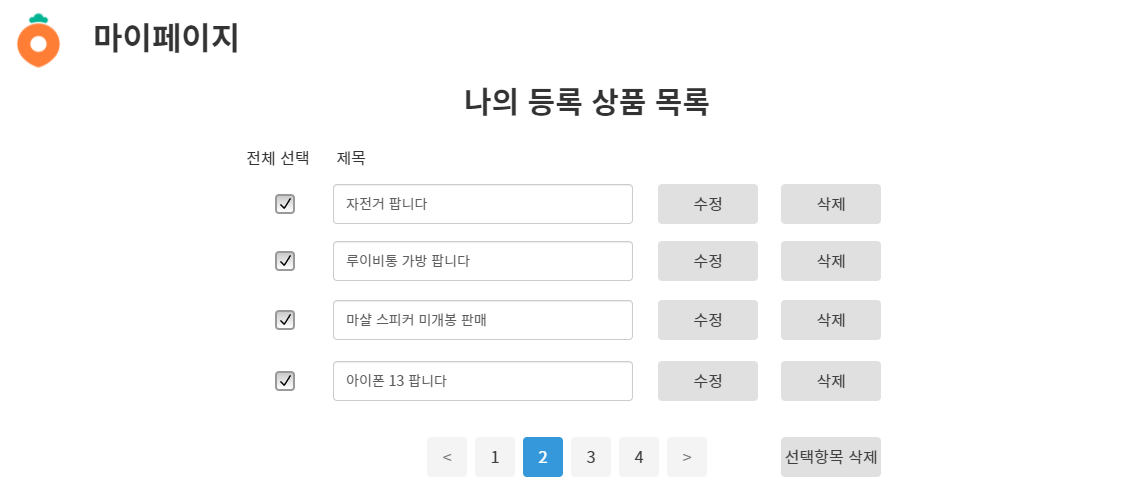 마이페이지
나의 등록 상품 목록
전체 선택 제목
자전거 팝니다 수정 삭제
루이비통 가방 팝니다 수정 삭제
마샬 스피커 미개봉 판매 수정 삭제
아이폰 13 팝니다 수정 삭제
< 1 2 3 4 > 선택항목 삭제